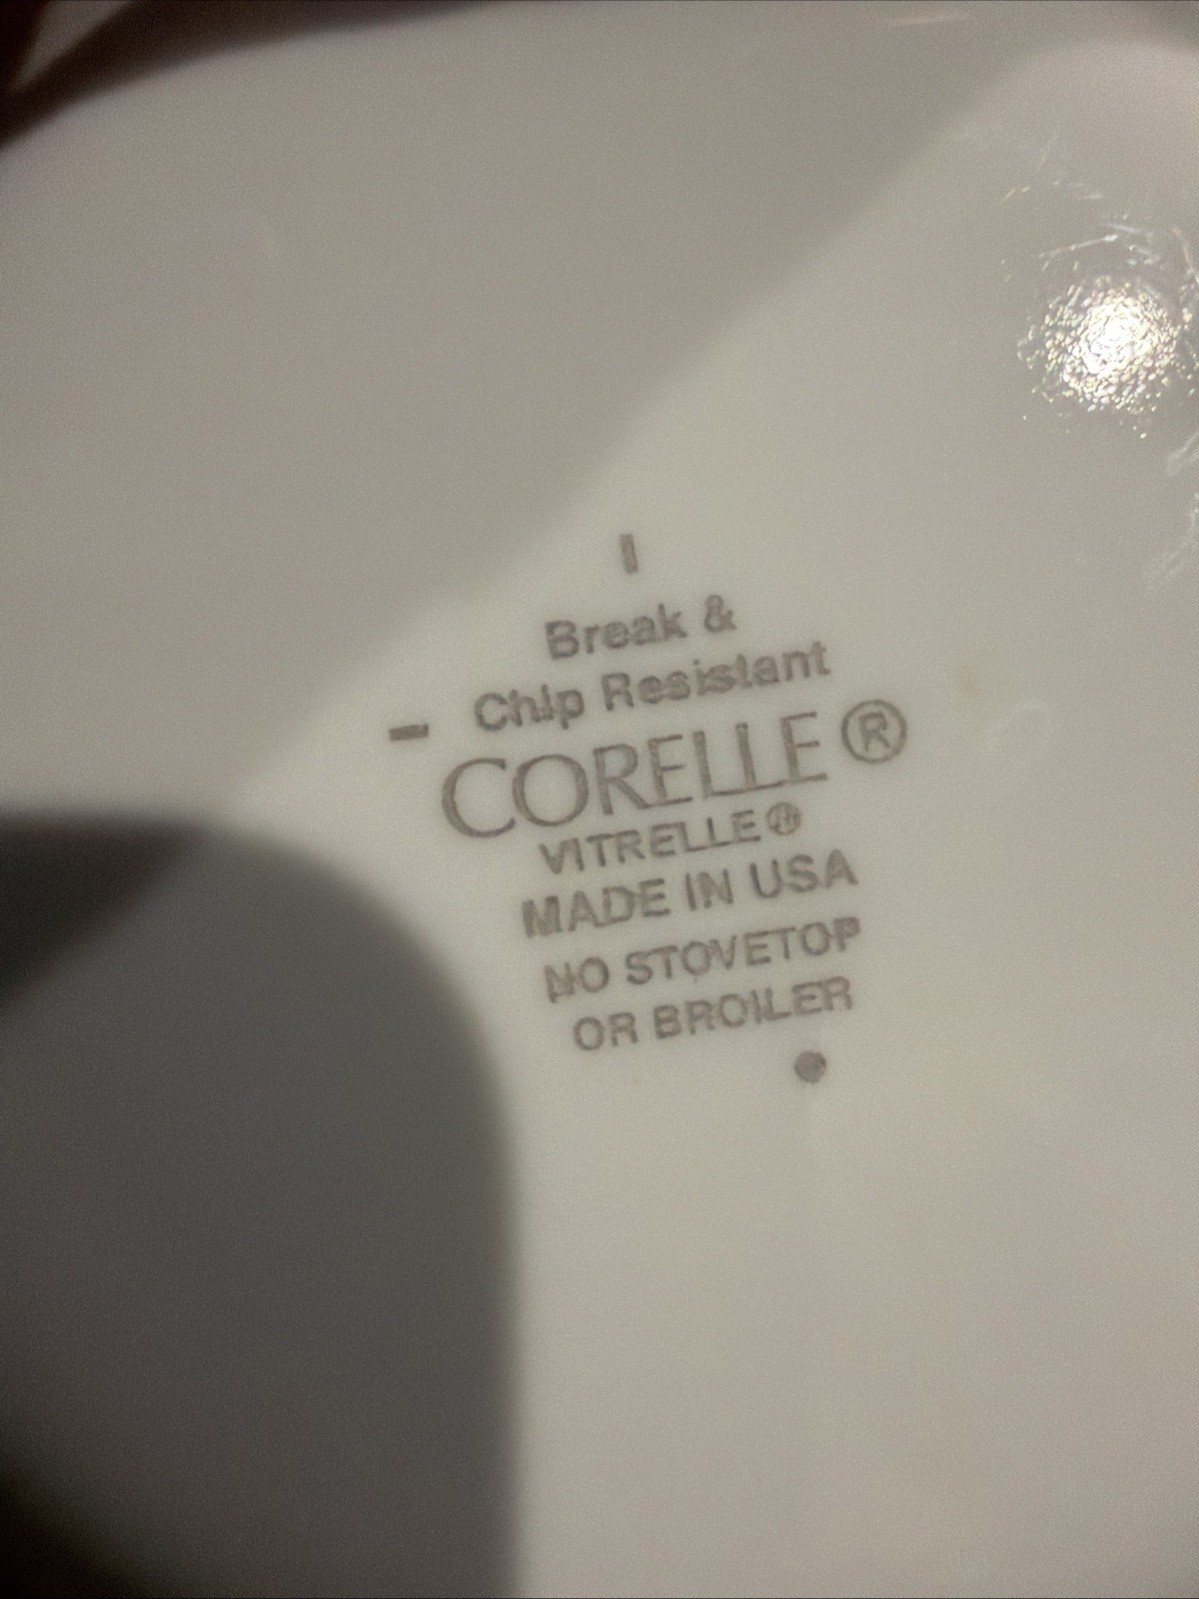 Break &
Chip Resistant
CORELLE®
VITRELLE®
MADE IN USA
NO STOVETOP
OR BROILER